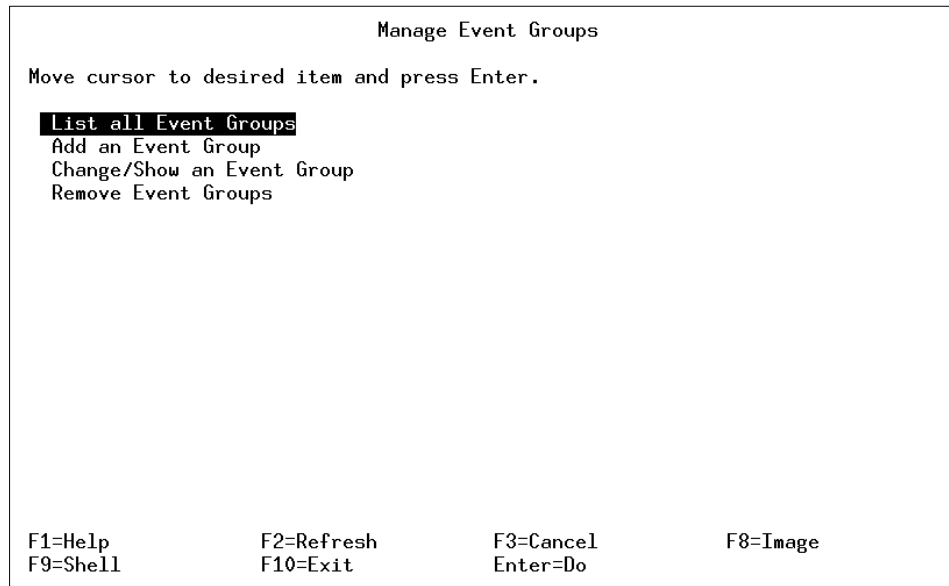 Manage Event Groups
Move cursor to desired item and press Enter.
List all Event Groups
Add an Event Group
Change/Show an Event Group
Remove Event Groups
F1=Help F2=Refresh F3=Cancel F8=Image
F9=Shell F10=Exit Enter=Do